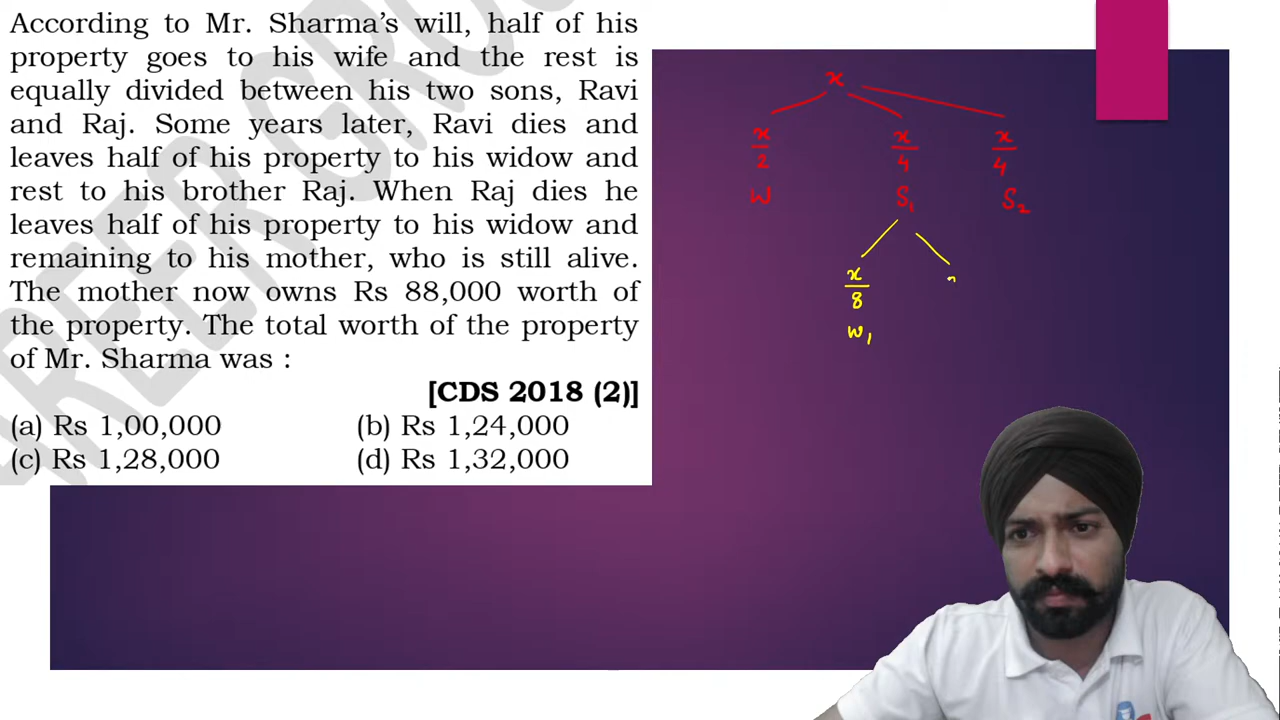 According to Mr. Sharma's will, half of his
property goes to his wife and the rest is
equally divided between his two sons, Ravi
and Raj. Some years later, Ravi dies and
leaves half of his property to his widow and
rest to his brother Raj. When Raj dies he
leaves half of his property to his widow and
remaining to his mother, who is still alive.
The mother now owns Rs 88,000 worth of
the property. The total worth of the property
of Mr. Sharma was :
[CDS 2018 (2)]
(a) Rs 1,00,000 (b) Rs 1,24,000
(c) Rs 1,28,000 (d) Rs 1,32,000
x
x/2 x/4 x/4
W S₁ S₂
x/8
W₁